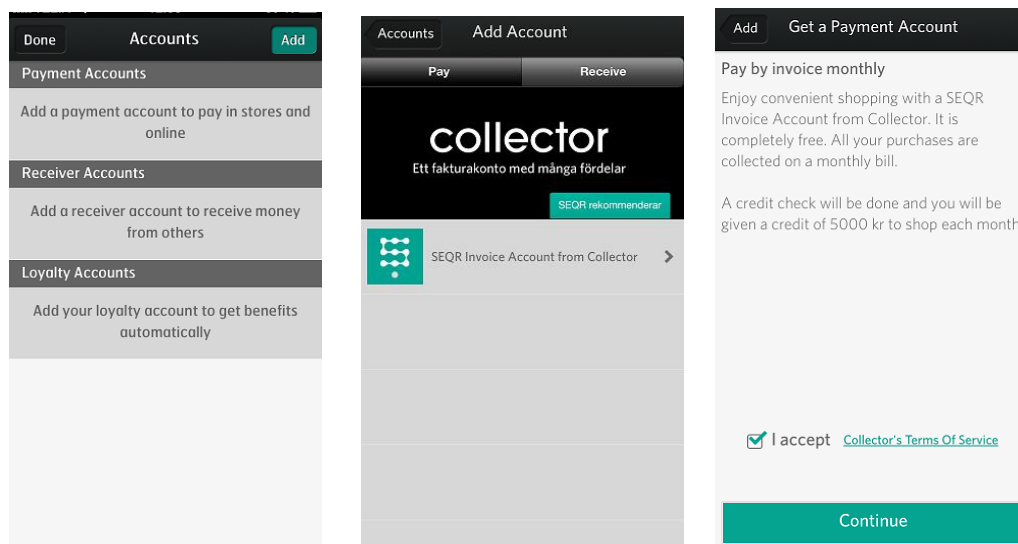 Done
Accounts
Add
Payment Accounts
Add a payment account to pay in stores and
online
Receiver Accounts
Add a receiver account to receive money
from others
Loyalty Accounts
Add your loyalty account to get benefits
automatically
Accounts
Add Account
Pay
Receive
collector
Ett fakturakonto med många fördelar
SEQR rekommenderar
SEQR Invoice Account from Collector
Add
Get a Payment Account
Pay by invoice monthly
Enjoy convenient shopping with a SEQR
Invoice Account from Collector. It is
completely free. All your purchases are
collected on a monthly bill.
A credit check will be done and you will be
given a credit of 5000 kr to shop each month
I accept Collector's Terms Of Service
Continue